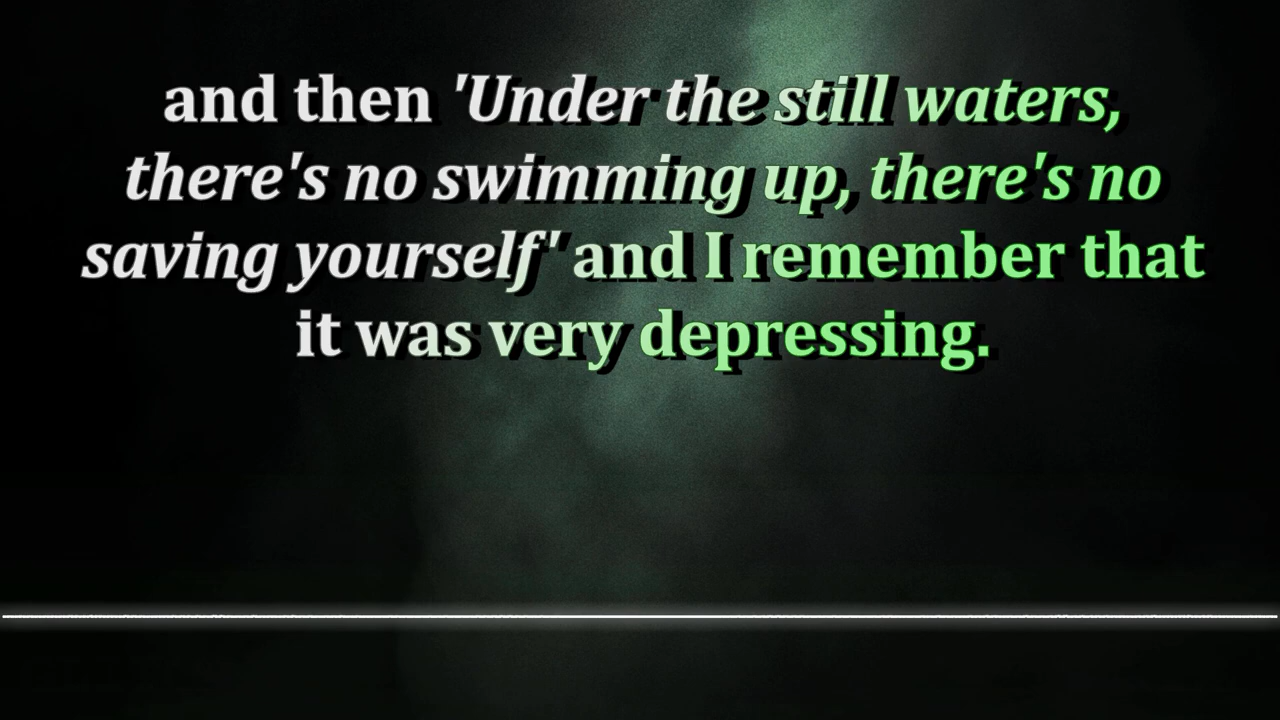 and then 'Under the still waters,
there's no swimming up, there's no
saving yourself' and I remember that
it was very depressing.